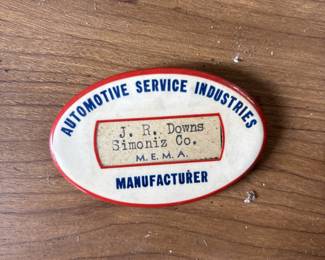 AUTOMOTIVE SERVICE INDUSTRIES
J. R. Downs
Simoniz Co.
M.E.M.A.
MANUFACTURER